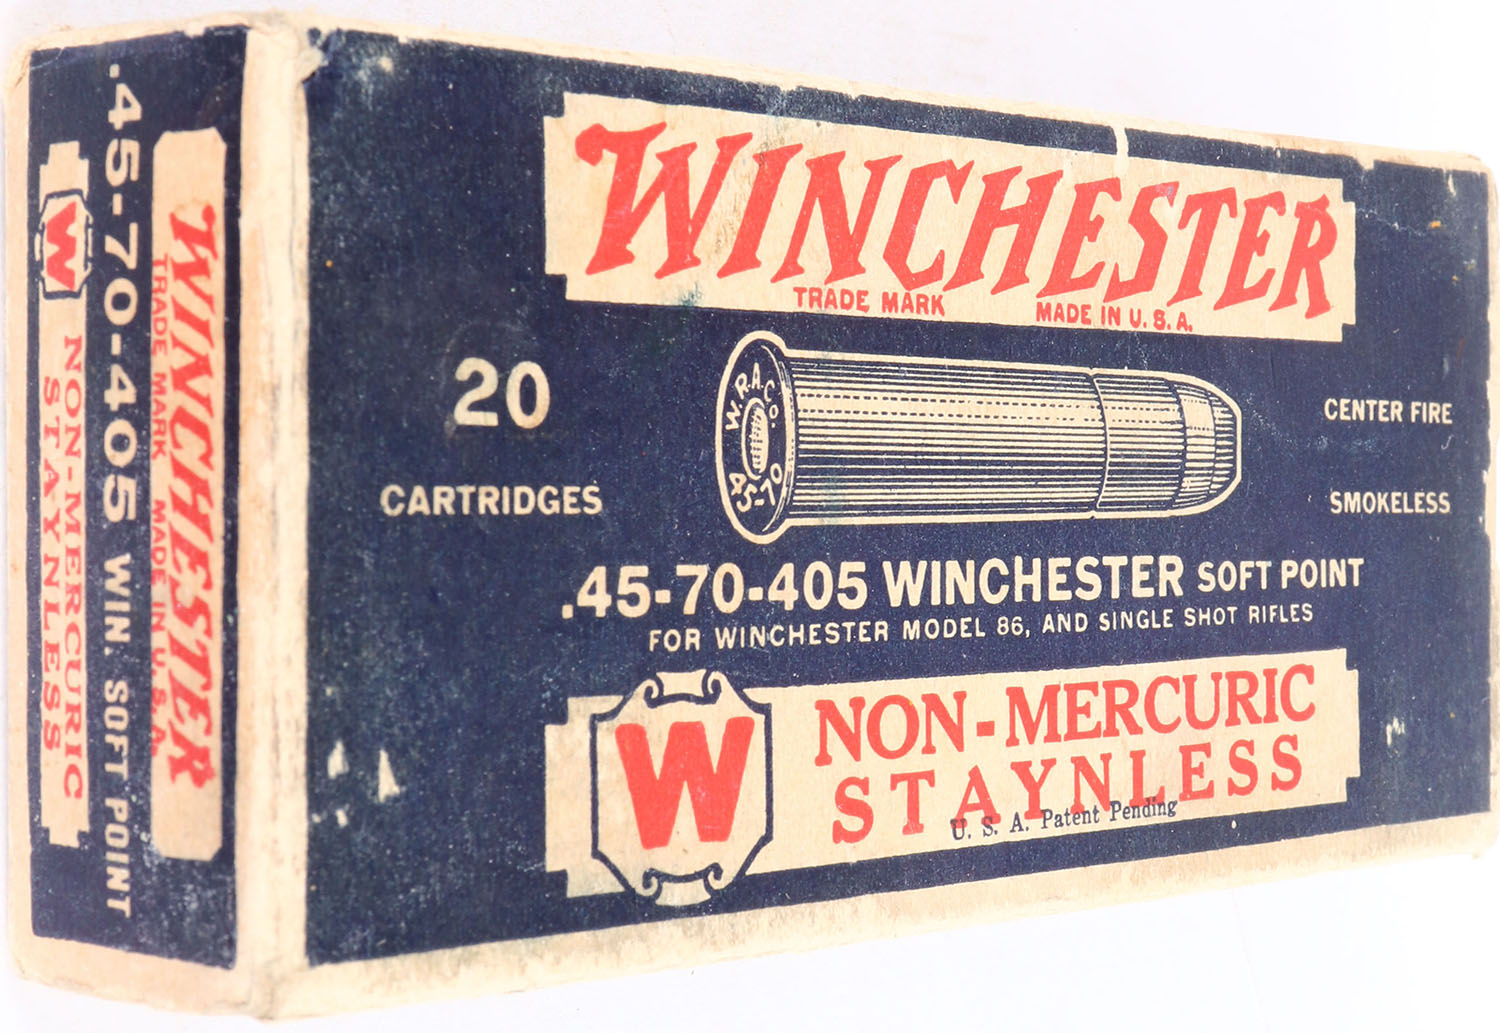 WINCHESTER
TRADE MARK MADE IN U. S. A.
20
CARTRIDGES
W. R. A. Co.
45-70
CENTER FIRE
SMOKELESS
.45-70-405 WINCHESTER SOFT POINT
FOR WINCHESTER MODEL 86, AND SINGLE SHOT RIFLES
W
NON-MERCURIC
STAYNLESS
U. S. A. Patent Pending
WINCHESTER
TRADE MARK MADE IN U. S. A.
.45-70-405 WIN. SOFT POINT
W
NON-MERCURIC
STAYNLESS